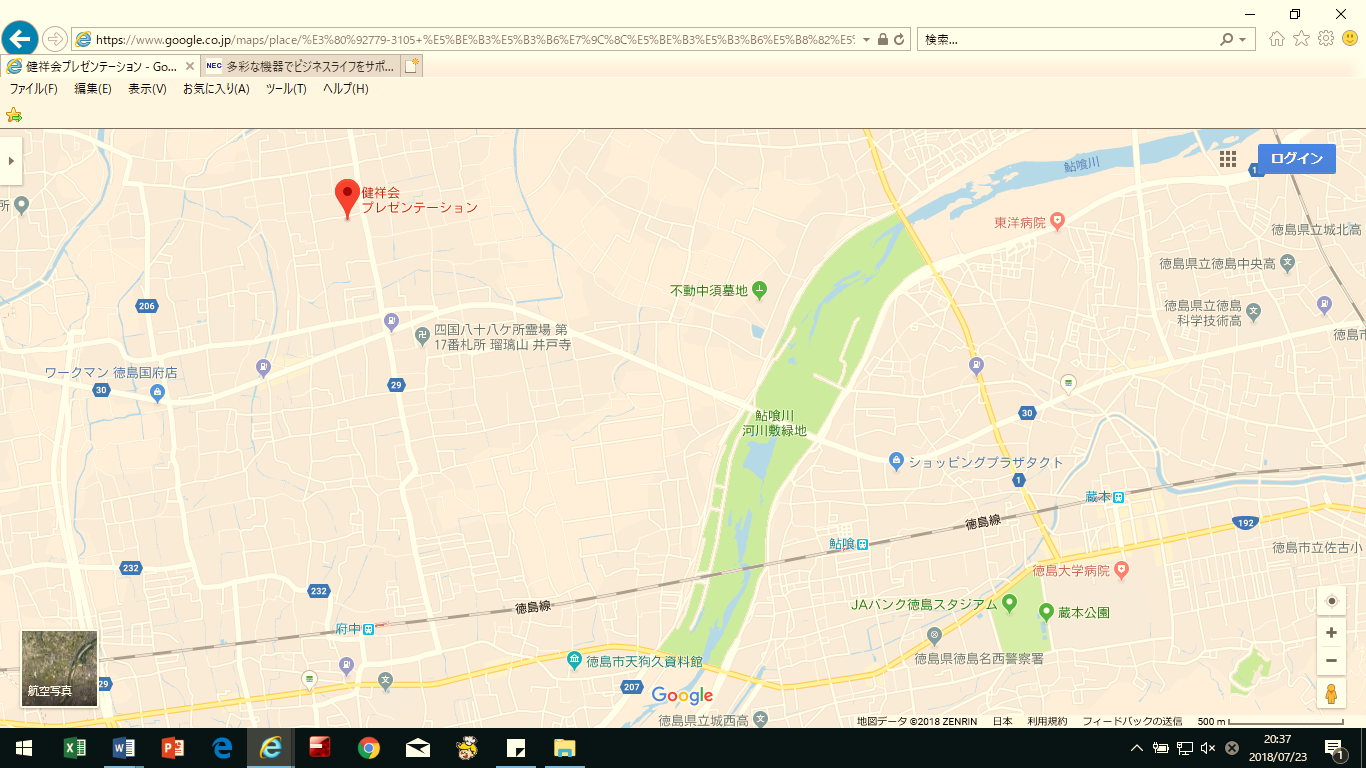 https://www.google.co.jp/maps/place/%E3%80%92779-3105+%E5%BE%B3%E5%B3%B6%E7%9C%8C%E5%BE%B3%E5%B3%B6%E5%B8%82%E5%
検索...
健祥会プレゼンテーション - Go...
NEC 多彩な機器でビジネスライフをサポ...
ファイル(F) 編集(E) 表示(V) お気に入り(A) ツール(T) ヘルプ(H)
ログイン
鮎喰川
健祥会
プレゼンテーション
所
東洋病院
徳島県立城北高
徳島県立徳島中央高
不動中須墓地
206
徳島県立徳島
科学技術高
四国八十八ケ所霊場 第
17番札所 瑠璃山 井戸寺
徳島市
ワークマン 徳島国府店
30
29
鮎喰川
河川敷緑地
30
ショッピングプラザタクト
1
蔵本
徳島線
192
鮎喰
徳島市立佐古小
232
徳島大学病院
232
徳島線
JAバンク徳島スタジアム
蔵本公園
府中
徳島市天狗久資料館
徳島県徳島名西警察署
航空写真
29
207
Google
徳島県立城西高
地図データ ©2018 ZENRIN 日本 利用規約 フィードバックの送信 500 m
20:37
2018/07/23
1